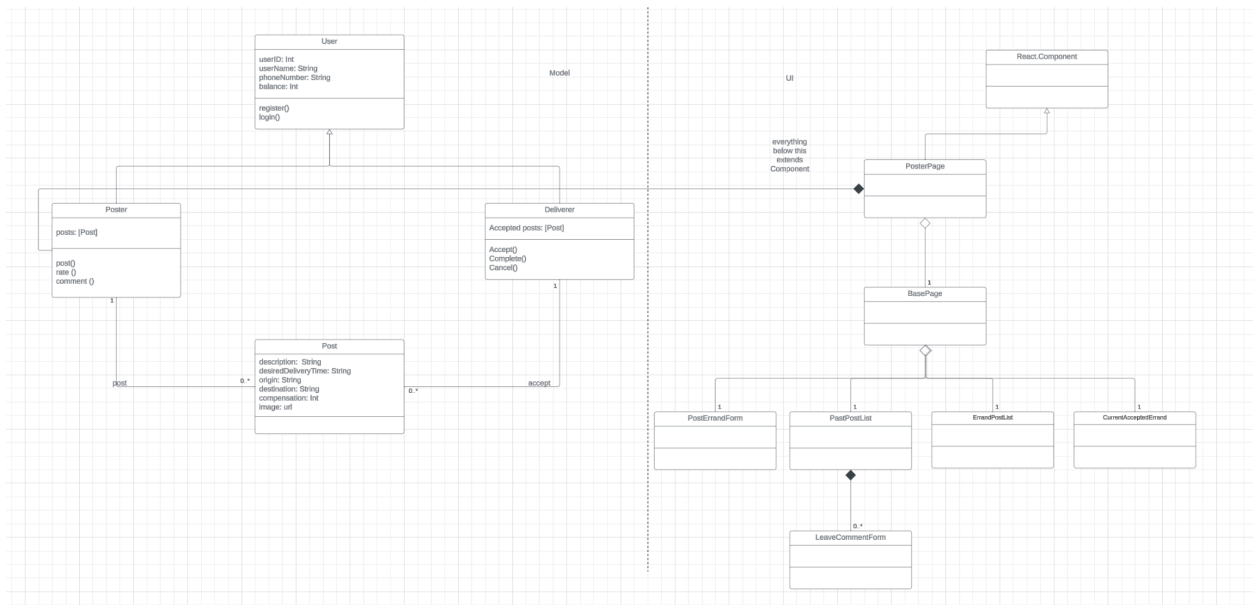 User
userID: Int
userName: String
phoneNumber: String
balance: Int
register()
login()
Model
UI
React.Component
everything
below this
extends
Component
PosterPage
Poster
posts: [Post]
post()
rate ()
comment ()
1
Deliverer
Accepted posts: [Post]
Accept()
Complete()
Cancel()
1
1
BasePage
Post
description: String
desiredDeliveryTime: String
origin: String
destination: String
compensation: Int
image: url
post
0..*
0..*
accept
1
1
1
1
PostErrandForm
PastPostList
ErrandPostList
CurrentAcceptedErrand
0..*
LeaveCommentForm